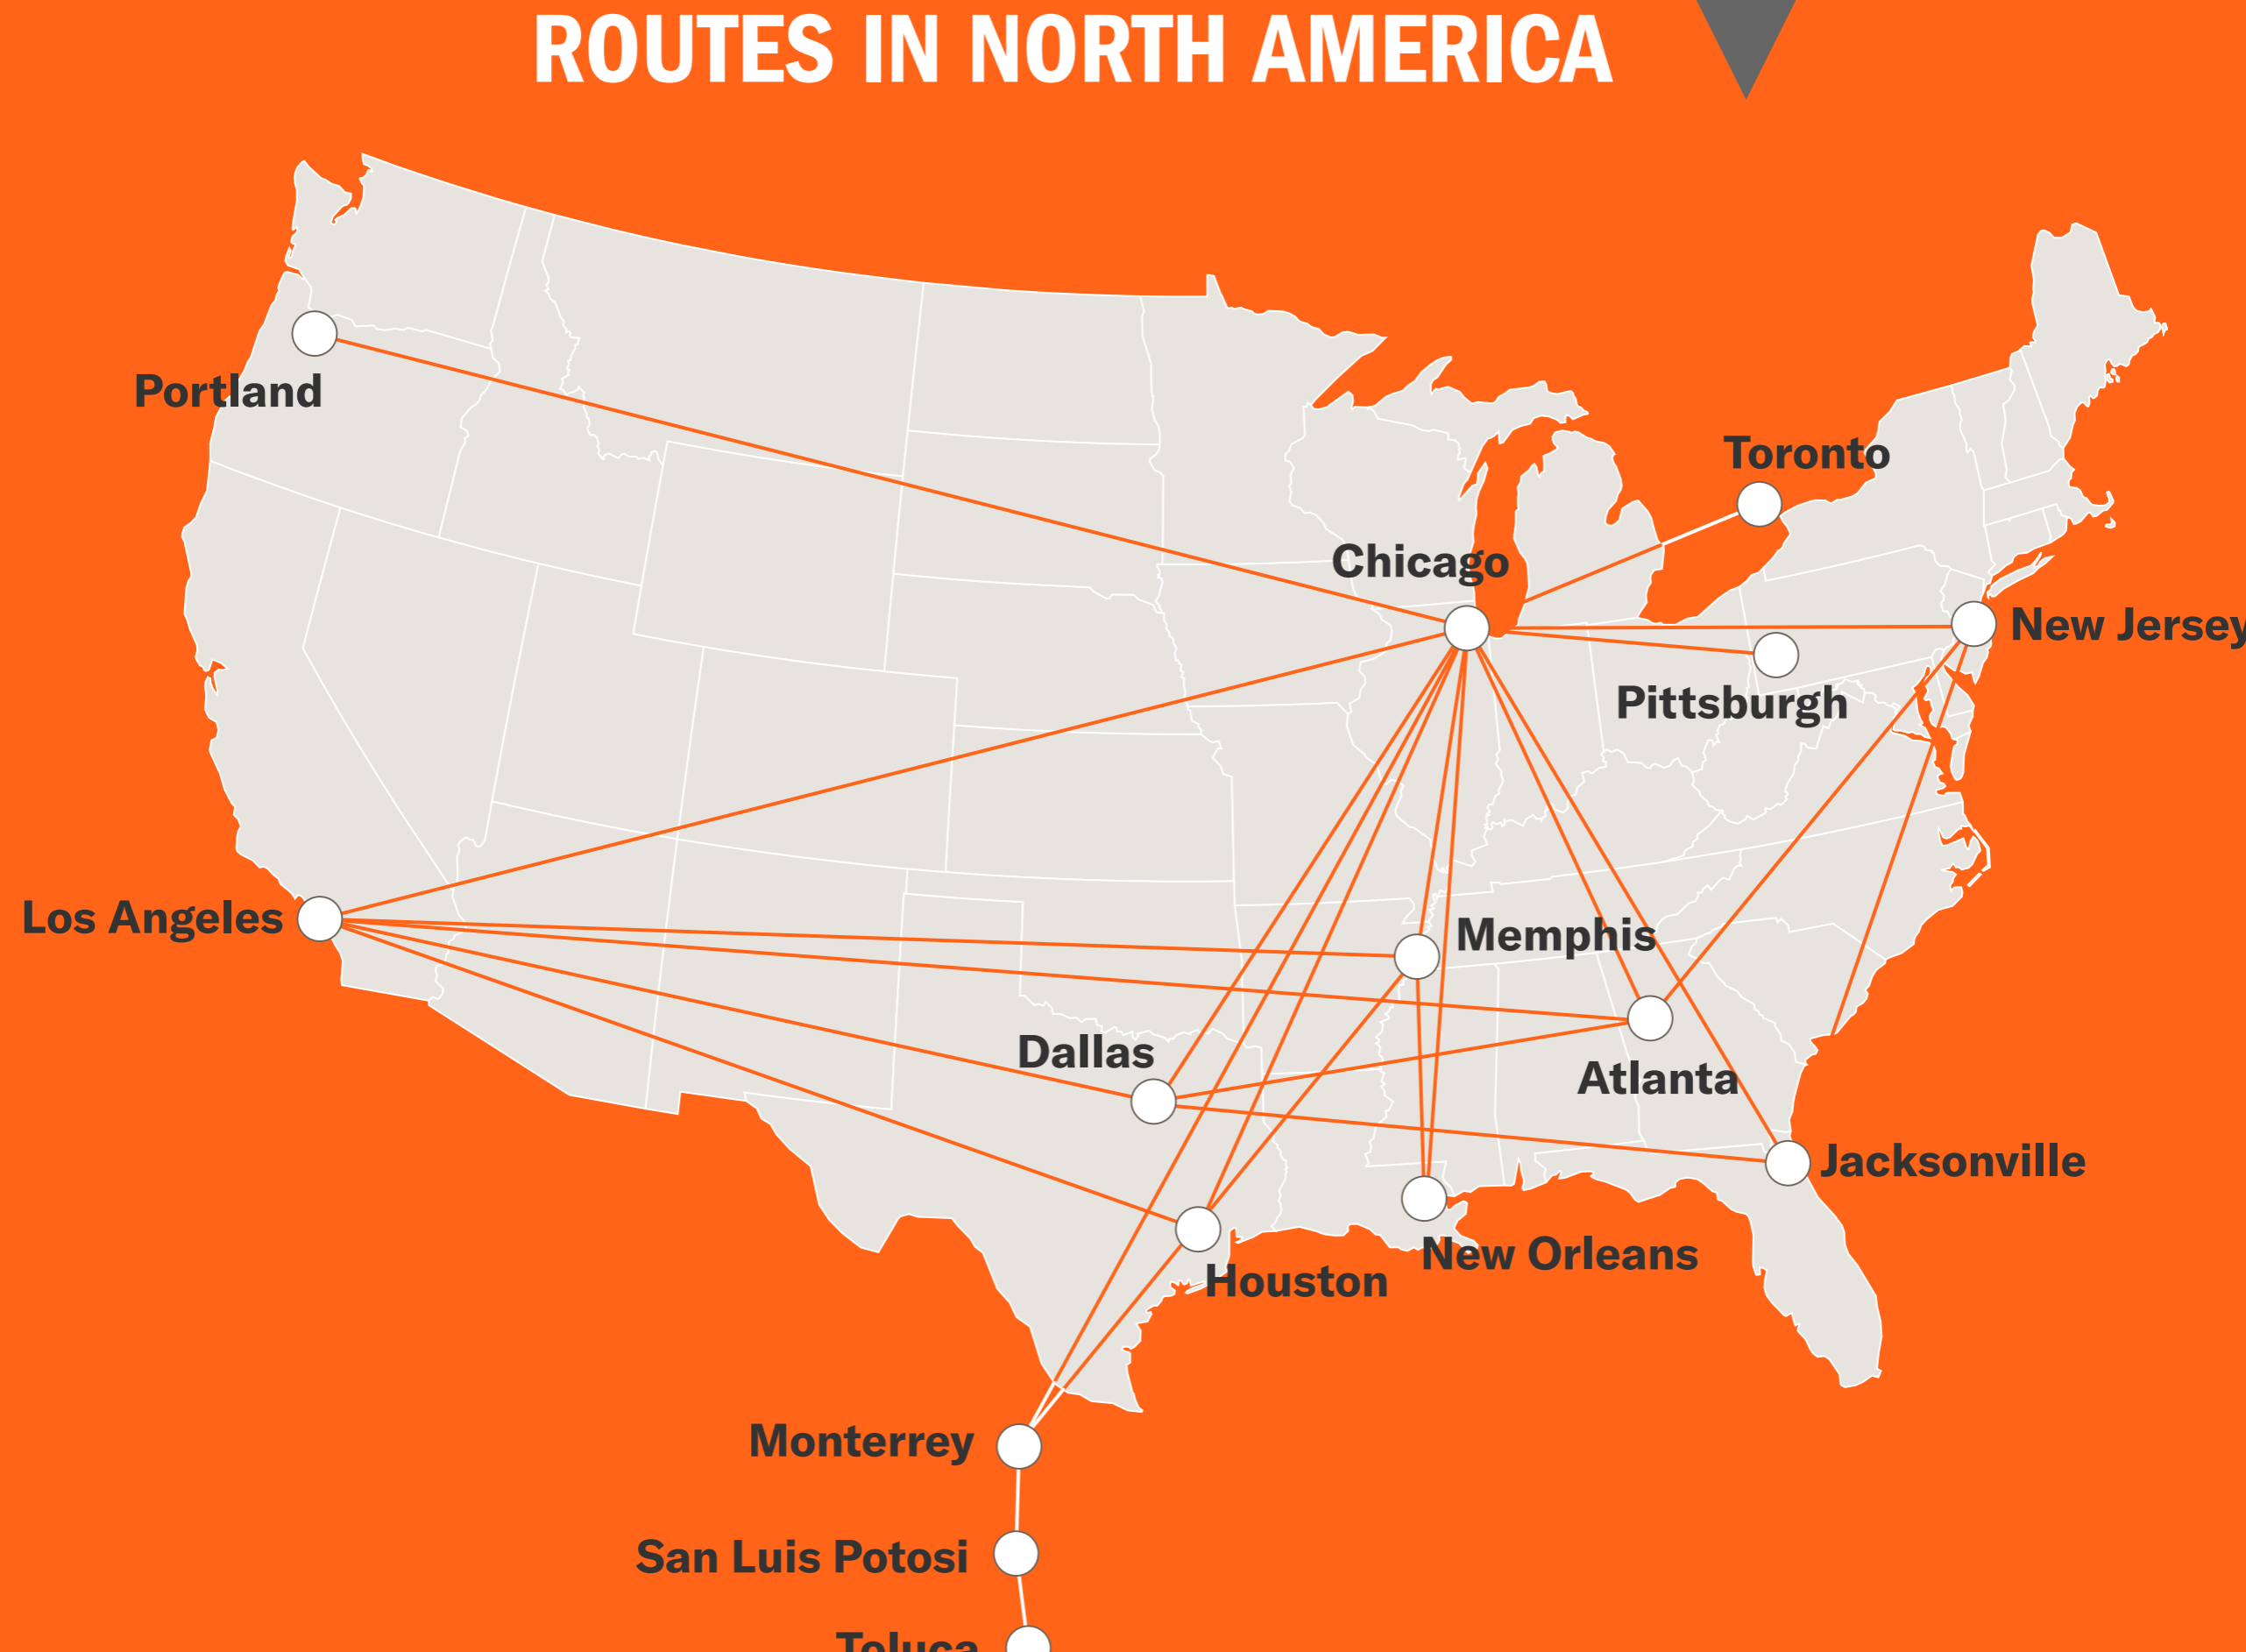 ROUTES IN NORTH AMERICA
Portland
Toronto
Chicago
New Jersey
Pittsburgh
Los Angeles
Memphis
Dallas
Atlanta
Jacksonville
New Orleans
Houston
Monterrey
San Luis Potosi
Toluca